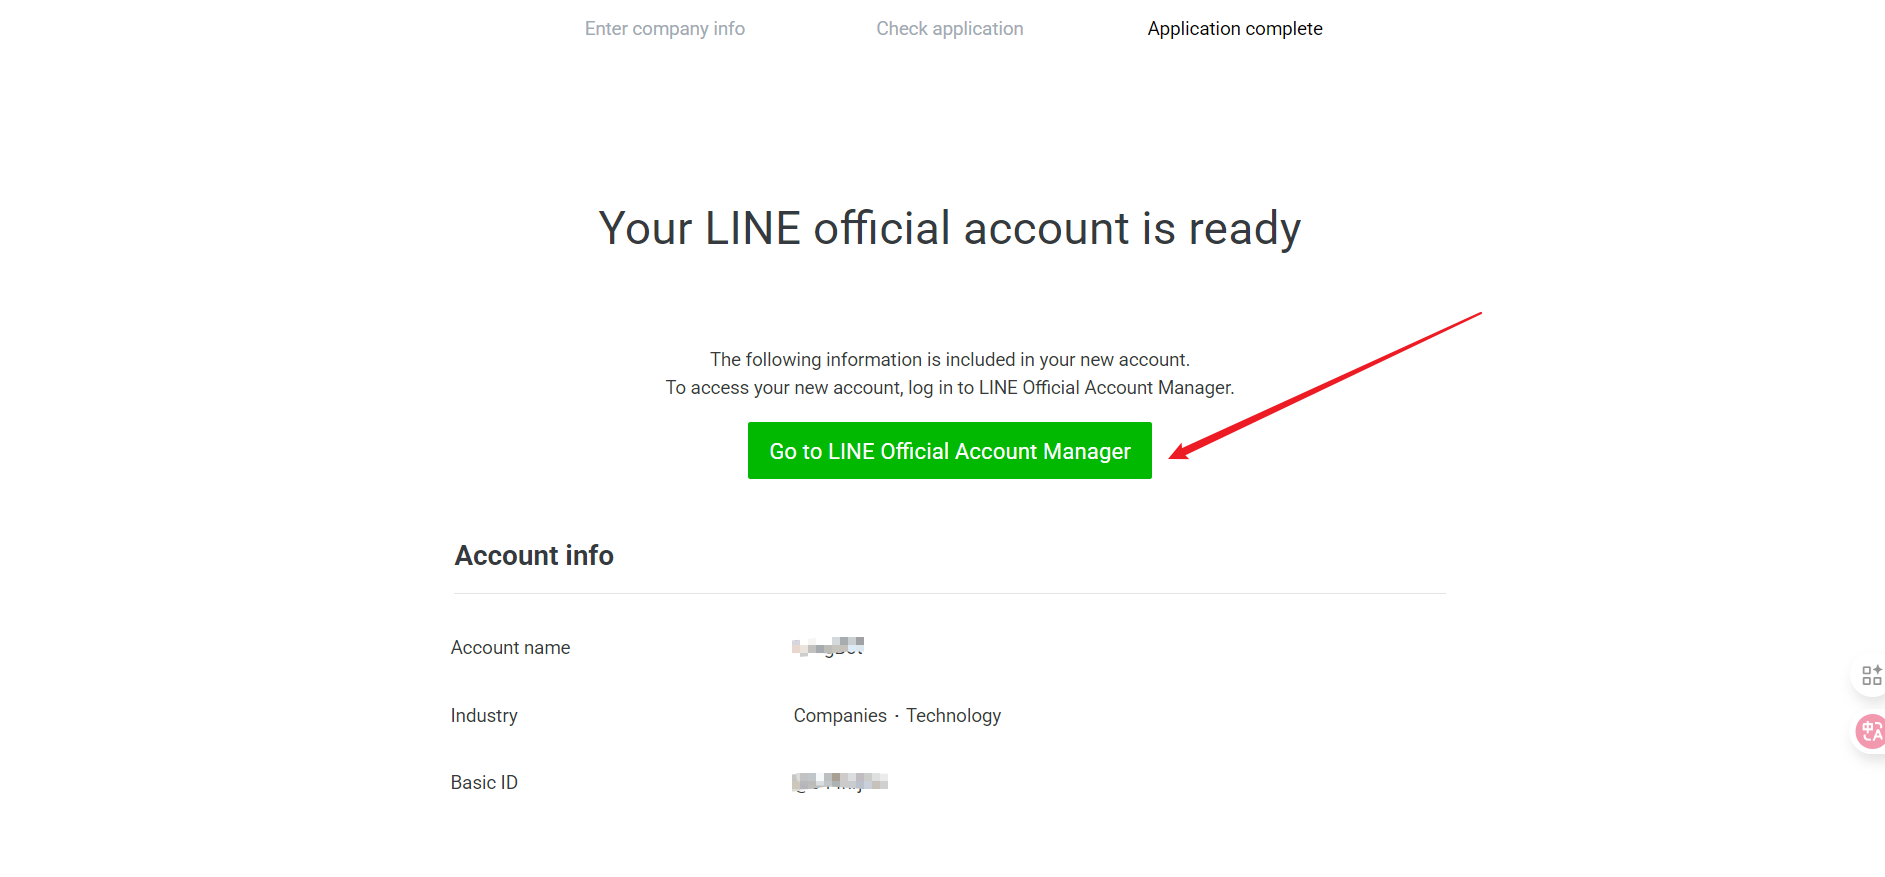 Enter company info
Check application
Application complete
Your LINE official account is ready
The following information is included in your new account.
To access your new account, log in to LINE Official Account Manager.
Go to LINE Official Account Manager
Account info
Account name
Industry
Companies・Technology
Basic ID
中A